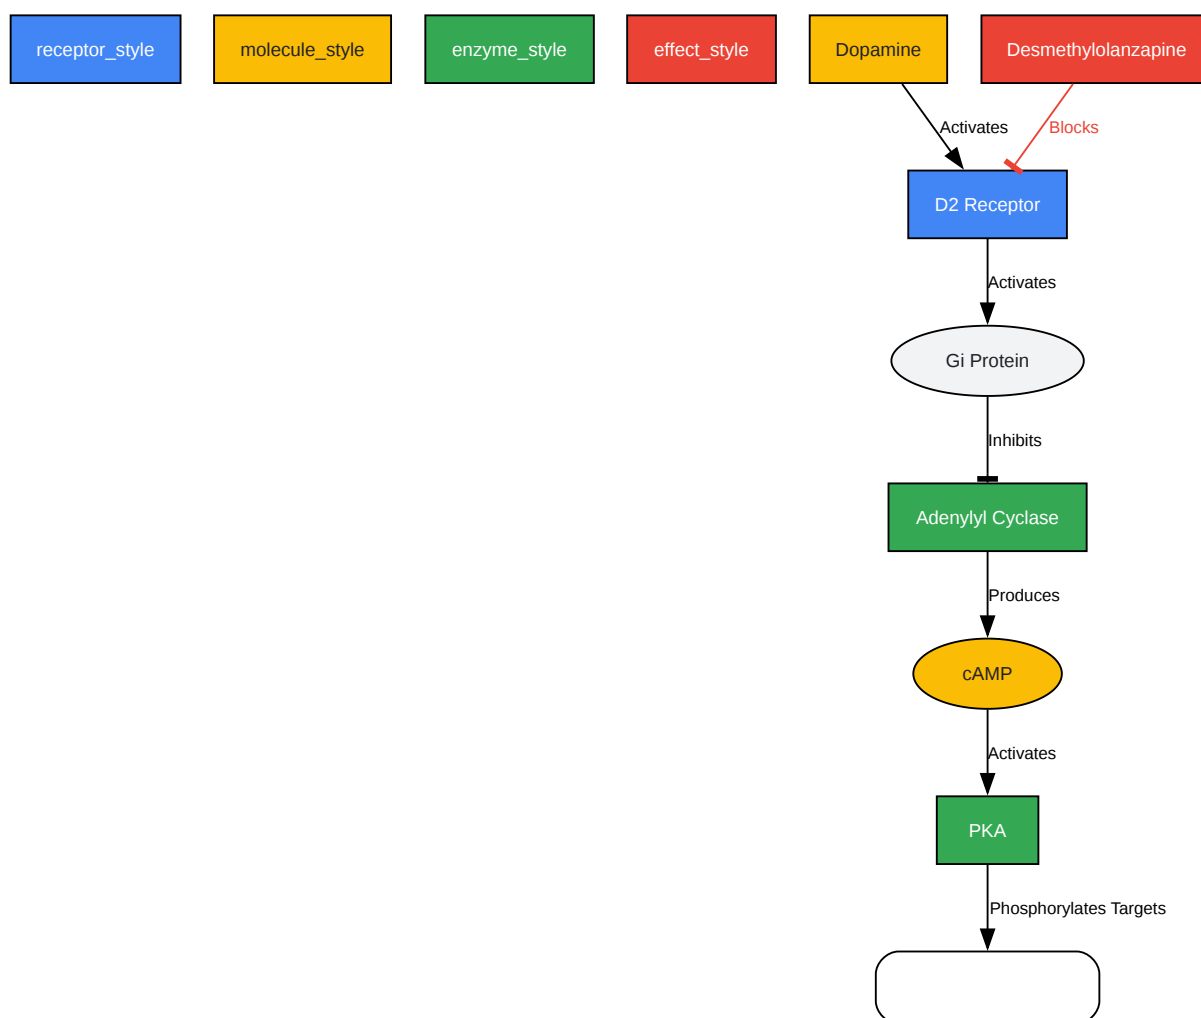 receptor_style
molecule_style
enzyme_style
effect_style
Dopamine
Desmethylolanzapine
Activates
Blocks
D2 Receptor
Activates
Gi Protein
Inhibits
Adenylyl Cyclase
Produces
cAMP
Activates
PKA
Phosphorylates Targets